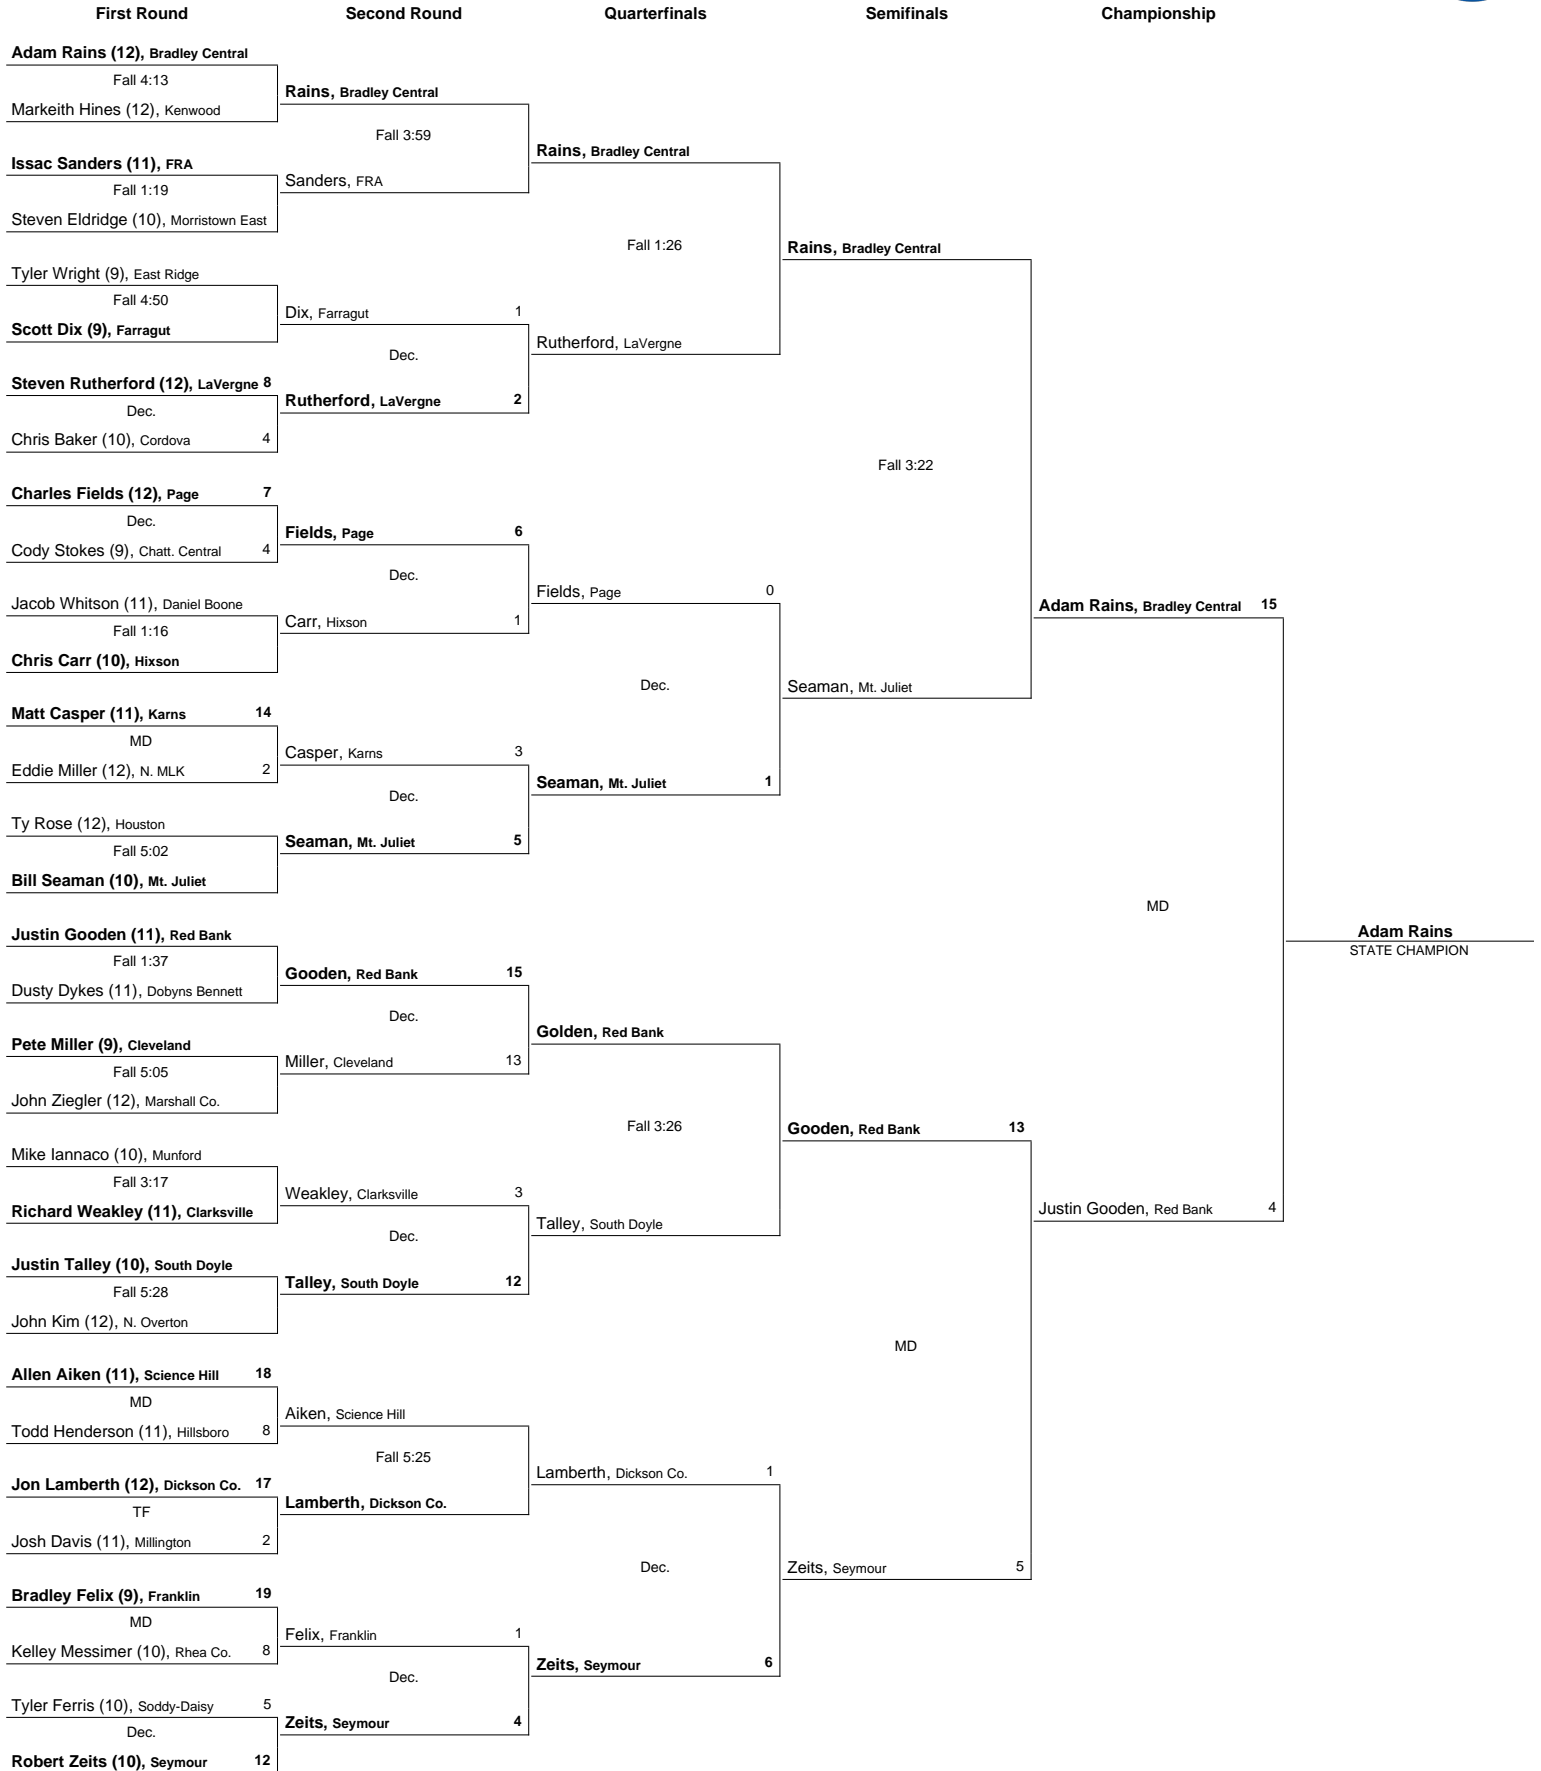 First Round Second Round Quarterfinals Semifinals Championship
Adam Rains (12), Bradley Central
Fall 4:13
Markeith Hines (12), Kenwood
Issac Sanders (11), FRA
Fall 1:19
Steven Eldridge (10), Morristown East
Tyler Wright (9), East Ridge
Fall 4:50
Scott Dix (9), Farragut
Steven Rutherford (12), LaVergne 8
Dec.
Chris Baker (10), Cordova 4
Charles Fields (12), Page 7
Dec.
Cody Stokes (9), Chatt. Central 4
Jacob Whitson (11), Daniel Boone
Fall 1:16
Chris Carr (10), Hixson
Matt Casper (11), Karns 14
MD
Eddie Miller (12), N. MLK 2
Ty Rose (12), Houston
Fall 5:02
Bill Seaman (10), Mt. Juliet
Justin Gooden (11), Red Bank
Fall 1:37
Dusty Dykes (11), Dobyns Bennett
Pete Miller (9), Cleveland
Fall 5:05
John Ziegler (12), Marshall Co.
Mike Iannaco (10), Munford
Fall 3:17
Richard Weakley (11), Clarksville
Justin Talley (10), South Doyle
Fall 5:28
John Kim (12), N. Overton
Allen Aiken (11), Science Hill 18
MD
Todd Henderson (11), Hillsboro 8
Jon Lamberth (12), Dickson Co. 17
TF
Josh Davis (11), Millington 2
Bradley Felix (9), Franklin 19
MD
Kelley Messimer (10), Rhea Co. 8
Tyler Ferris (10), Soddy-Daisy 5
Dec.
Robert Zeits (10), Seymour 12
Rains, Bradley Central
Fall 3:59
Sanders, FRA
Dix, Farragut 1
Dec.
Rutherford, LaVergne 2
Fields, Page 6
Dec.
Carr, Hixson 1
Casper, Karns 3
Dec.
Seaman, Mt. Juliet 5
Gooden, Red Bank 15
Dec.
Miller, Cleveland 13
Weakley, Clarksville 3
Dec.
Talley, South Doyle 12
Aiken, Science Hill
Fall 5:25
Lamberth, Dickson Co.
Felix, Franklin 1
Dec.
Zeits, Seymour 4
Rains, Bradley Central
Fall 1:26
Rutherford, LaVergne
Fields, Page 0
Dec.
Seaman, Mt. Juliet 1
Golden, Red Bank
Fall 3:26
Talley, South Doyle
Lamberth, Dickson Co. 1
Dec.
Zeits, Seymour 6
Rains, Bradley Central
Fall 3:22
Seaman, Mt. Juliet
Gooden, Red Bank 13
MD
Zeits, Seymour 5
Adam Rains, Bradley Central 15
MD
Justin Gooden, Red Bank 4
Adam Rains
STATE CHAMPION